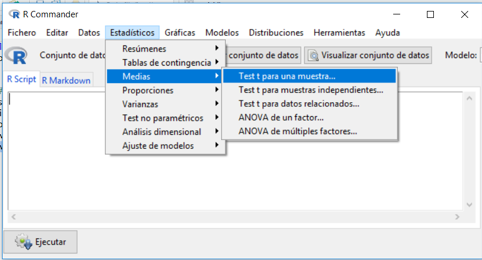 R Commander
Fichero Editar Datos Estadísticos Gráficas Modelos Distribuciones Herramientas Ayuda
Conjunto de dato conjunto de datos Visualizar conjunto de datos Modelo:
R Script R Markdown
Resúmenes
Tablas de contingencia
Medias
Proporciones
Varianzas
Test no paramétricos
Análisis dimensional
Ajuste de modelos
Test t para una muestra...
Test t para muestras independientes...
Test t para datos relacionados...
ANOVA de un factor...
ANOVA de múltiples factores...
Ejecutar